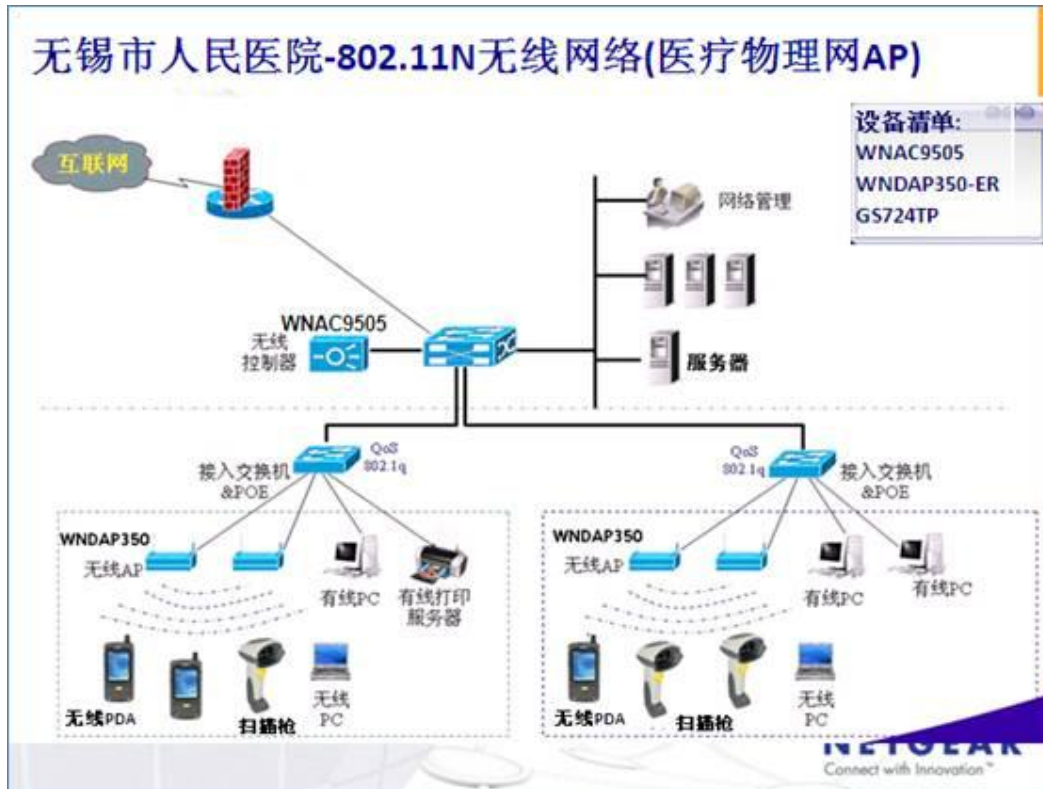 无锡市人民医院-802.11N无线网络(医疗物理网AP)
设备清单:
WNAC9505
WNDAP350-ER
GS724TP
互联网
网络管理
WNAC9505
无线
控制器
服务器
接入交换机
&POE
QoS
802.1q
QoS
802.1q
接入交换机
&POE
WNDAP350
无线AP
有线PC
有线打印
服务器
无线PDA
扫描枪
无线
PC
WNDAP350
无线AP
有线PC
有线PC
无线PDA
扫描枪
无线
PC
NETGEAR
Connect with Innovation™